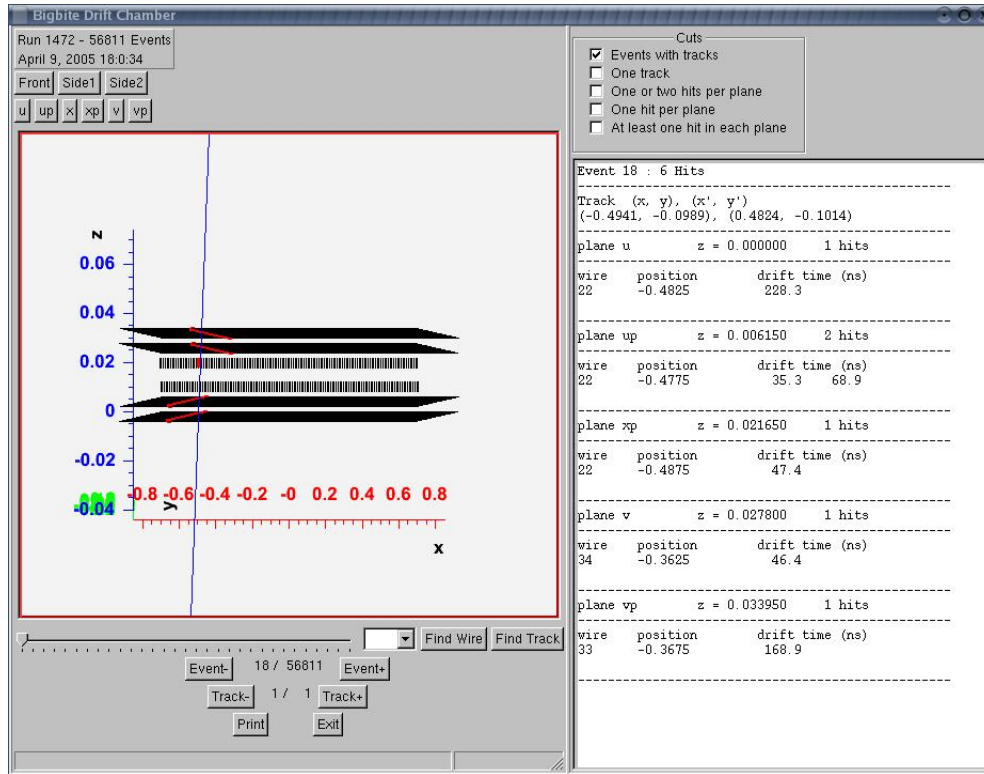 Bigbite Drift Chamber
Run 1472 - 56811 Events
April 9, 2005 18:0:34
Front Side1 Side2
u up x xp v vp
z
0.06
0.04
0.02
0
-0.02
-0.04
-0.8 -0.6 -0.4 -0.2 -0 0.2 0.4 0.6 0.8
y
x
Find Wire Find Track
Event- 18 / 56811 Event+
Track- 1 / 1 Track+
Print Exit
Cuts
Events with tracks
One track
One or two hits per plane
One hit per plane
At least one hit in each plane
Event 18 : 6 Hits
Track (x, y), (x', y')
(-0.4941, -0.0989), (0.4824, -0.1014)
plane u z = 0.000000 1 hits
wire position drift time (ns)
22 -0.4825 228.3
plane up z = 0.006150 2 hits
wire position drift time (ns)
22 -0.4775 35.3 68.9
plane xp z = 0.021650 1 hits
wire position drift time (ns)
22 -0.4875 47.4
plane v z = 0.027800 1 hits
wire position drift time (ns)
34 -0.3625 46.4
plane vp z = 0.033950 1 hits
wire position drift time (ns)
33 -0.3675 168.9